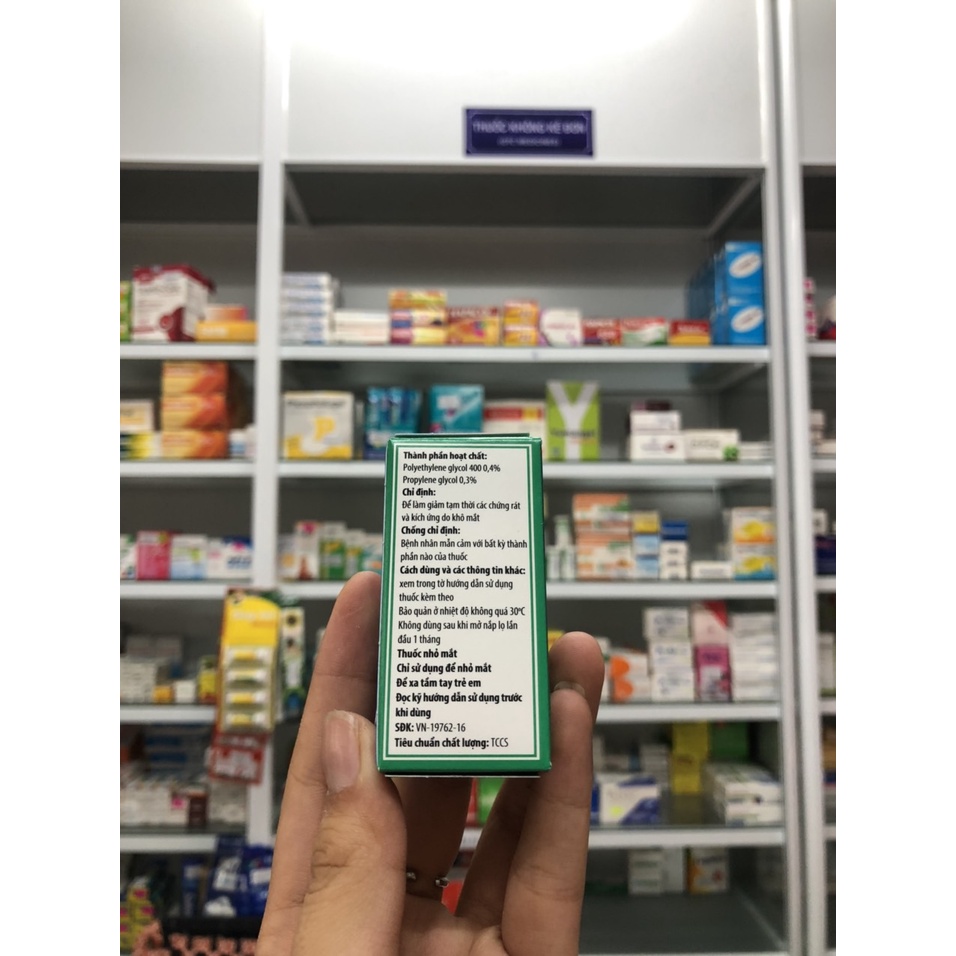 THUỐC KHÔNG KÊ ĐƠN
Thành phần hoạt chất:
Polyethylene glycol 400 0,4%
Propylene glycol 0,3%
Chỉ định:
Để làm giảm tạm thời các chứng rát
và kích ứng do khô mắt
Chống chỉ định:
Bệnh nhân mẫn cảm với bất kỳ thành
phần nào của thuốc
Cách dùng và các thông tin khác:
xem trong tờ hướng dẫn sử dụng
thuốc kèm theo
Bảo quản ở nhiệt độ không quá 30ºC
Không dùng sau khi mở nắp lọ lần
đầu 1 tháng
Thuốc nhỏ mắt
Chỉ sử dụng để nhỏ mắt
Để xa tầm tay trẻ em
Đọc kỹ hướng dẫn sử dụng trước
khi dùng
SĐK: VN-19762-16
Tiêu chuẩn chất lượng: TCCS